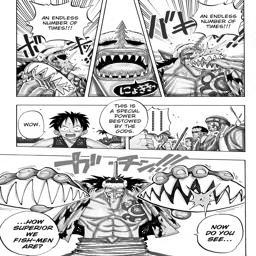 AN ENDLESS
NUMBER OF
TIMES!!!
AN
ENDLESS
NUMBER OF
TIMES!!!
THIS IS A
SPECIAL
POWER
BESTOWED
BY THE
GODS.
WOW.
NOW
DO YOU
SEE...
...HOW
SUPERIOR
WE
FISH-MEN
ARE?